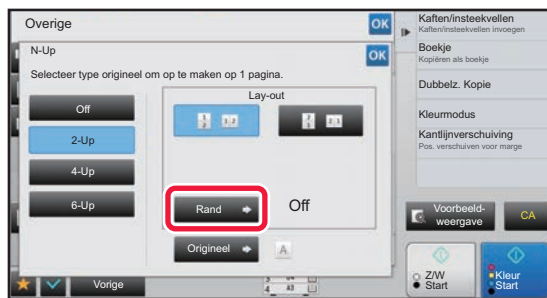 Overige
OK
N-Up
OK
Selecteer type origineel om op te maken op 1 pagina.
Off
2-Up
4-Up
6-Up
Lay-out
Rand
Off
Origineel
A
Vorige
Kaften/insteekvellen
Kaften/insteekvellen invoegen
Boekje
Kopiëren als boekje
Dubbelz. Kopie
Kleurmodus
Kantlijnverschuiving
Pos. verschuiven voor marge
Voorbeeld-
weergave
CA
Z/W
Start
Kleur
Start